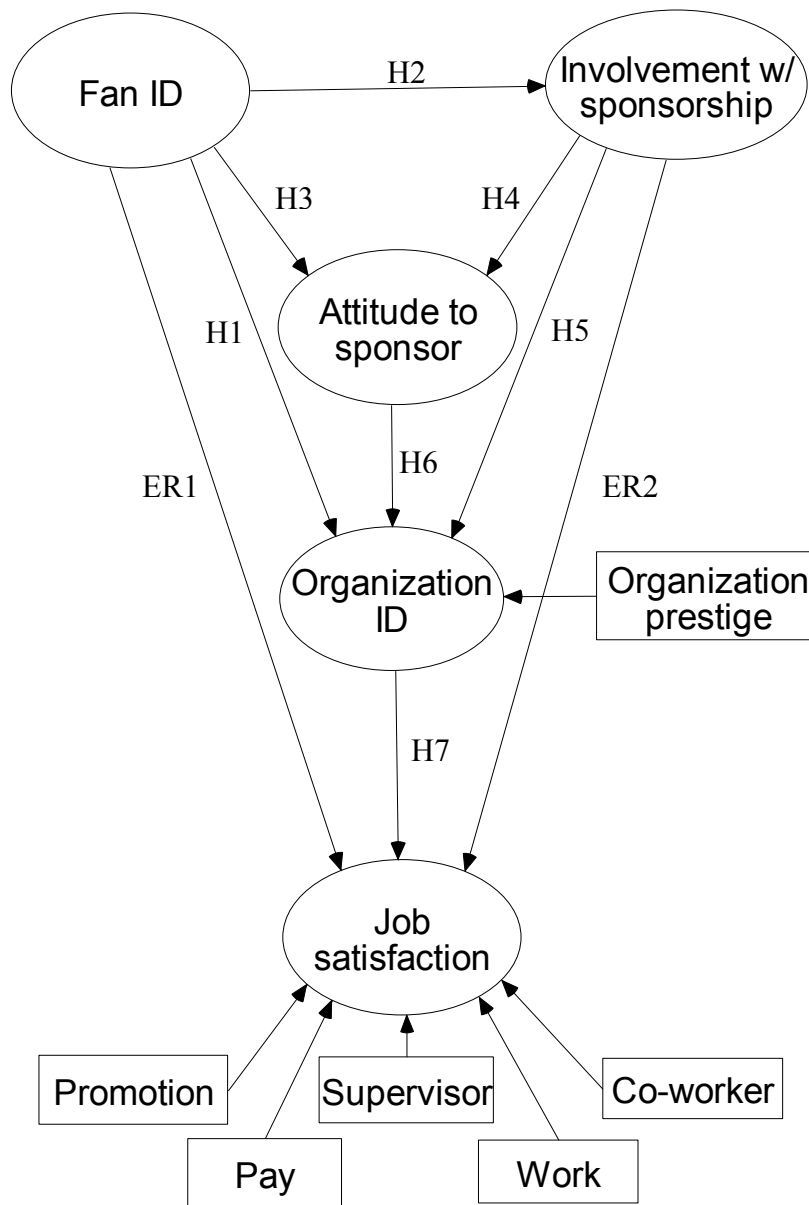 Fan ID
H2
Involvement w/
sponsorship
H3
H4
Attitude to
sponsor
H1
H5
H6
ER1
ER2
Organization
ID
Organization
prestige
H7
Job
satisfaction
Promotion
Supervisor
Co-worker
Pay
Work